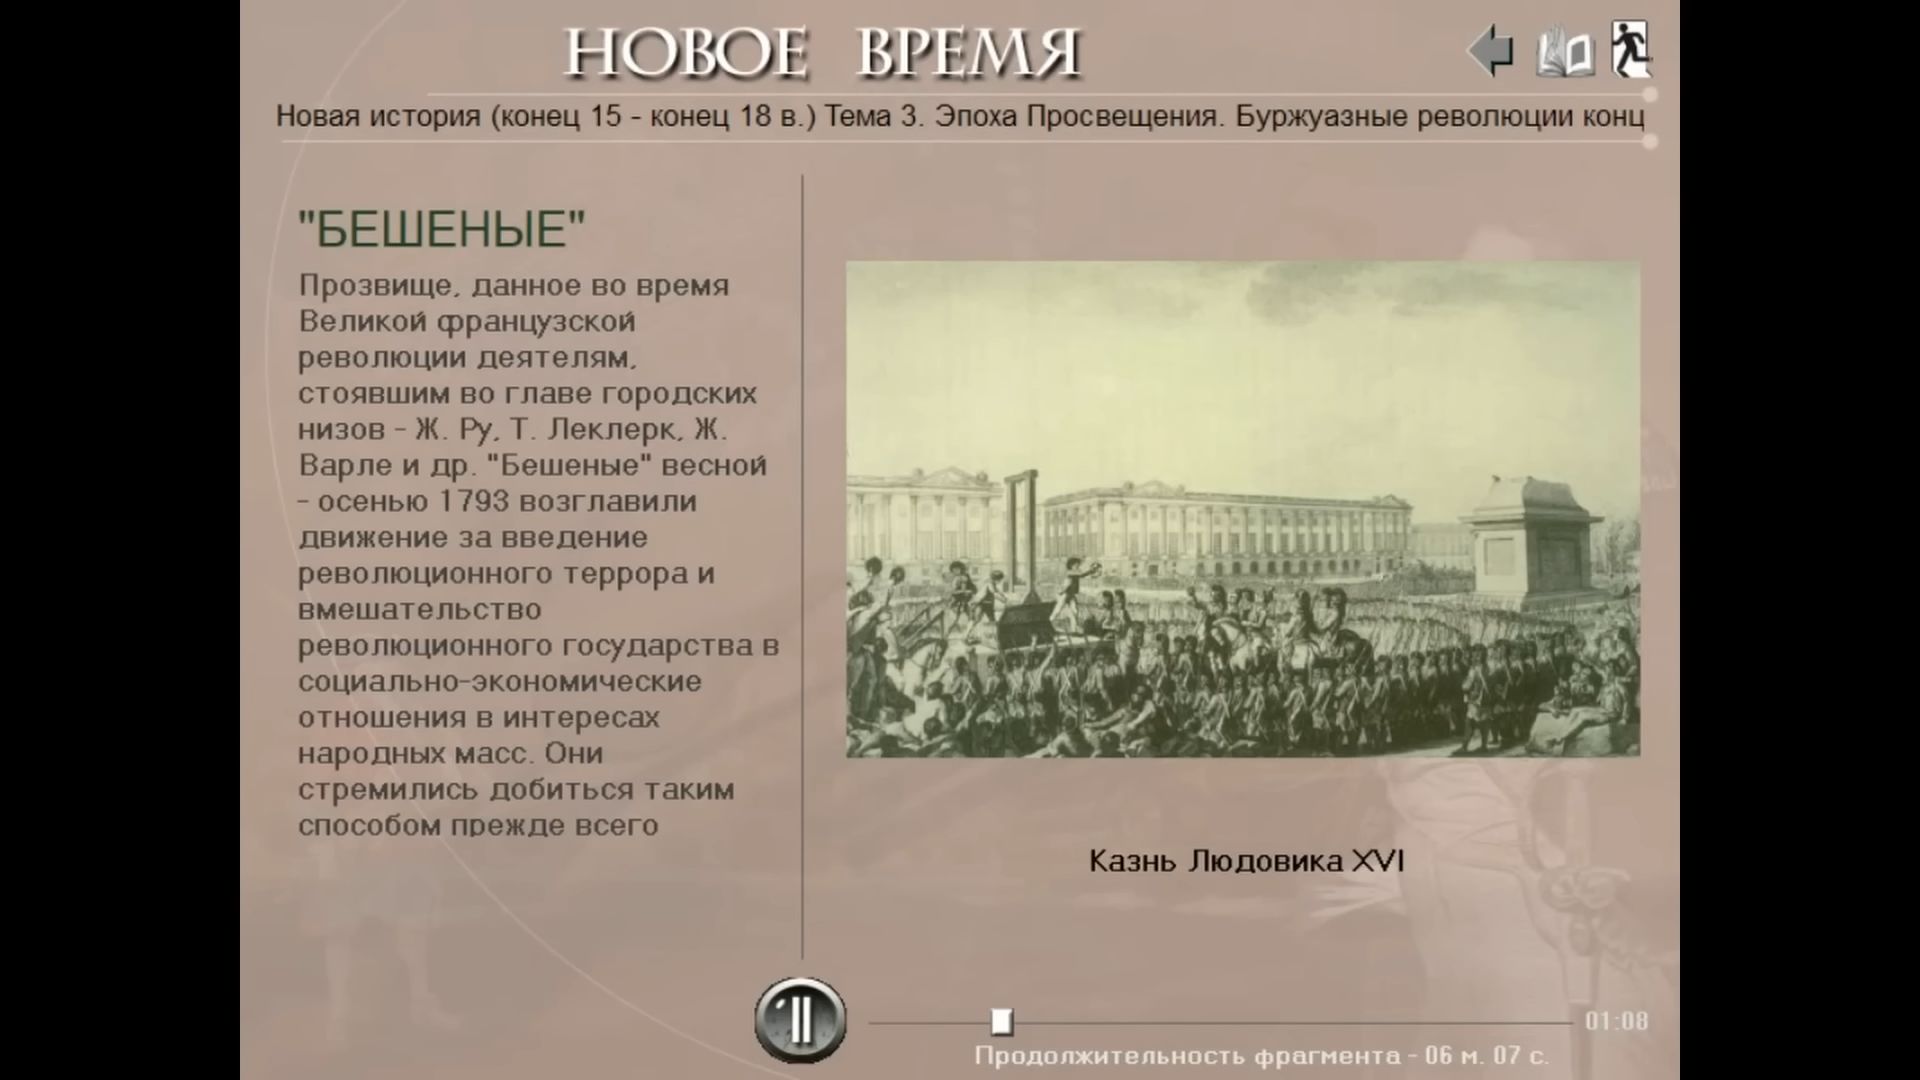 НОВОЕ ВРЕМЯ
Новая история (конец 15 - конец 18 в.) Тема 3. Эпоха Просвещения. Буржуазные революции конц
"БЕШЕНЫЕ"
Прозвище, данное во время
Великой французской
революции деятелям,
стоявшим во главе городских
низов - Ж. Ру, Т. Леклерк, Ж.
Варле и др. "Бешеные" весной
- осенью 1793 возглавили
движение за введение
революционного террора и
вмешательство
революционного государства в
социально-экономические
отношения в интересах
народных масс. Они
стремились добиться таким
способом прежде всего
Казнь Людовика XVI
01:08
Продолжительность фрагмента - 06 м. 07 с.